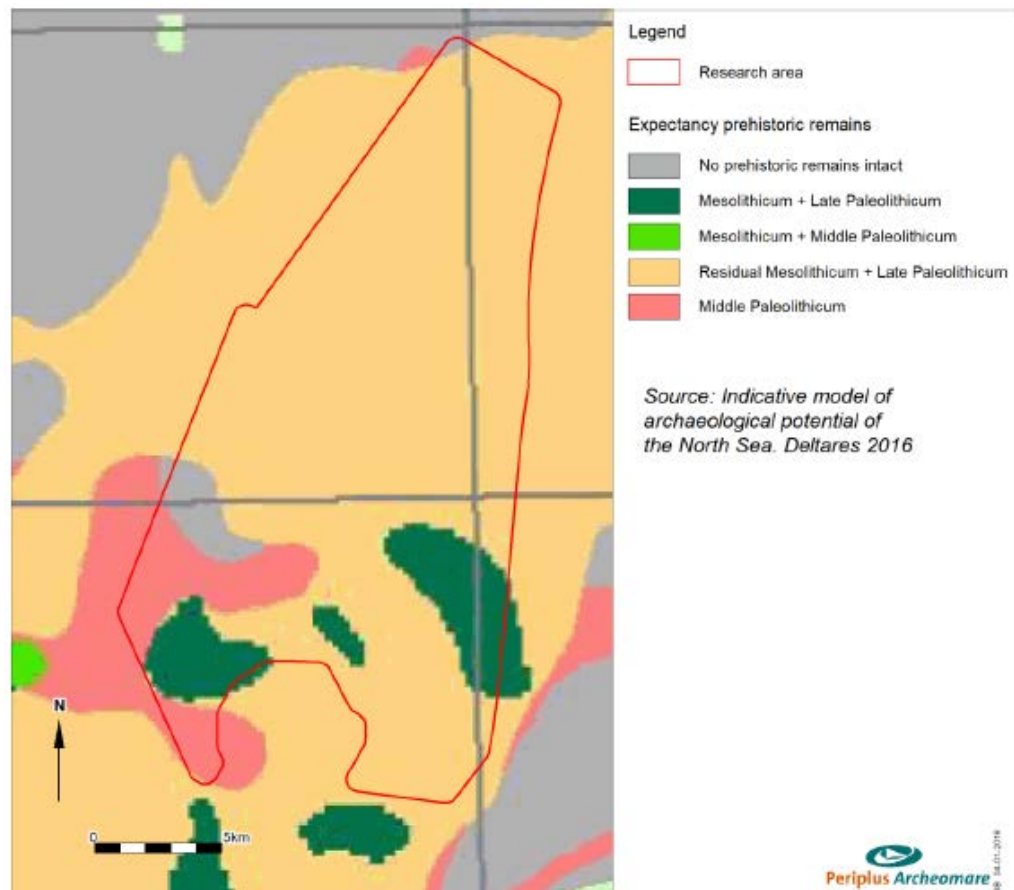 Legend
Research area
Expectancy prehistoric remains
No prehistoric remains intact
Mesolithicum + Late Paleolithicum
Mesolithicum + Middle Paleolithicum
Residual Mesolithicum + Late Paleolithicum
Middle Paleolithicum
Source: Indicative model of
archaeological potential of
the North Sea. Deltares 2016
N
0 5km
Periplus Archeomare